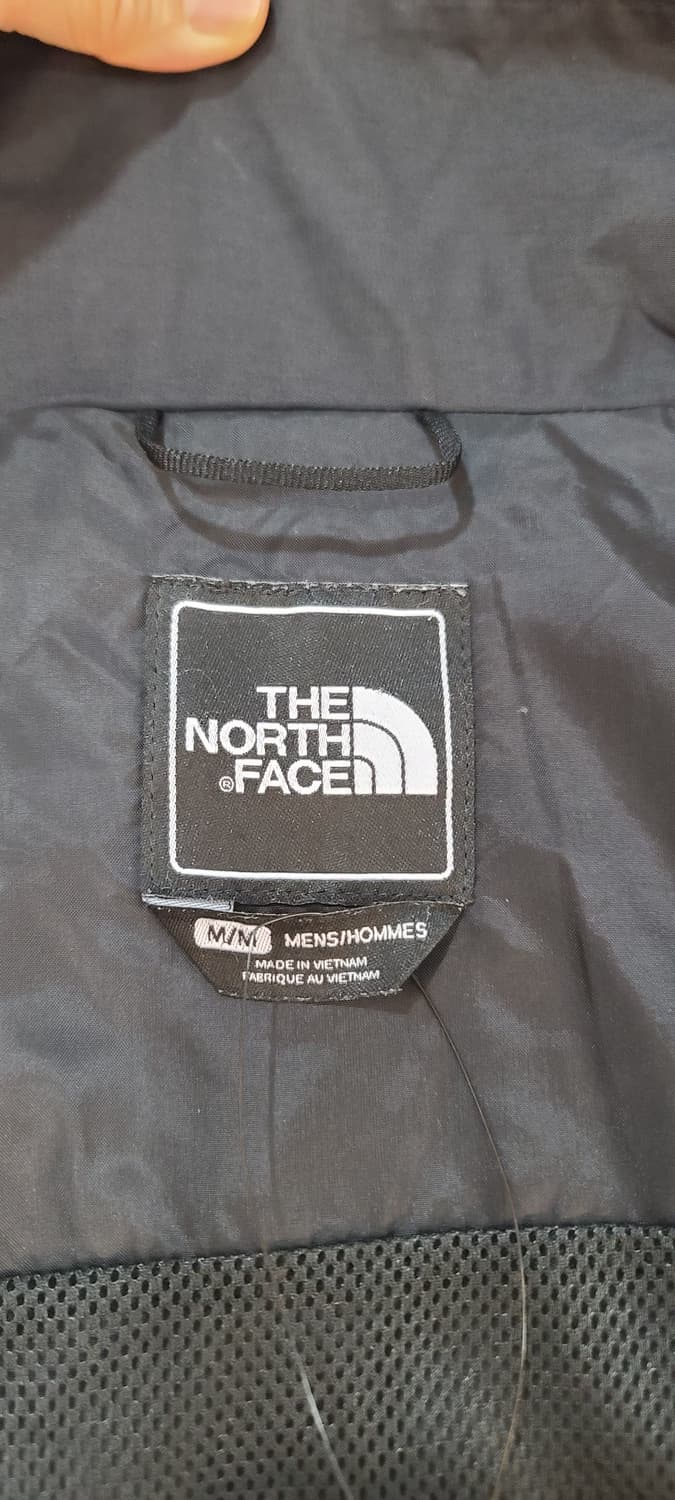 THE
NORTH
®FACE
M/M MENS/HOMMES
MADE IN VIETNAM
FABRIQUE AU VIETNAM